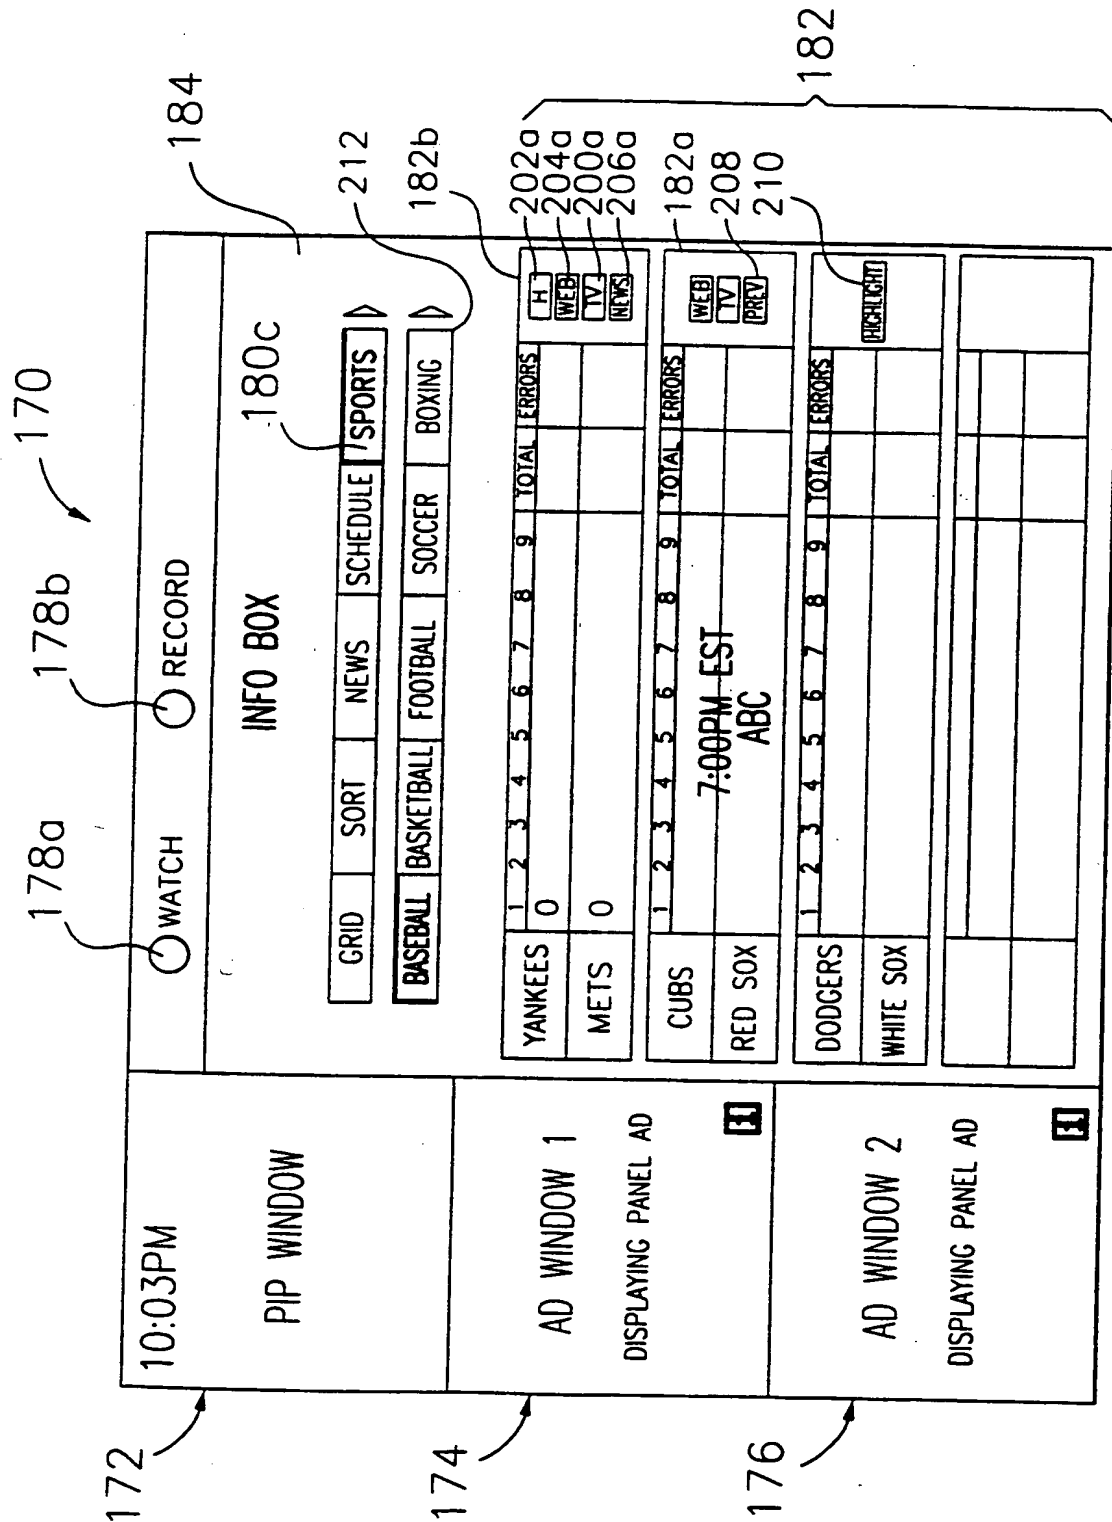 170
178a
178b
184
172
10:03PM
WATCH
RECORD
PIP WINDOW
INFO BOX
180c
GRID SORT NEWS SCHEDULE SPORTS
212
BASEBALL BASKETBALL FOOTBALL SOCCER BOXING
182b
174
AD WINDOW 1
DISPLAYING PANEL AD
i
1 2 3 4 5 6 7 8 9 TOTAL ERRORS
YANKEES 0
METS 0
H
WEB
TV
NEWS
202a
204a
200a
206a
1 2 3 4 5 6 7 8 9 TOTAL ERRORS
CUBS
RED SOX
7:00PM EST
ABC
WEB
TV
PREV
182a
208
210
176
AD WINDOW 2
DISPLAYING PANEL AD
i
1 2 3 4 5 6 7 8 9 TOTAL ERRORS
DODGERS
WHITE SOX
HIGHLIGHT
182